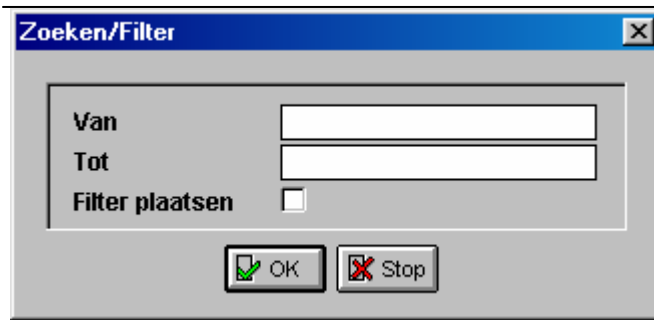 Zoeken/Filter
Van
Tot
Filter plaatsen
OK Stop